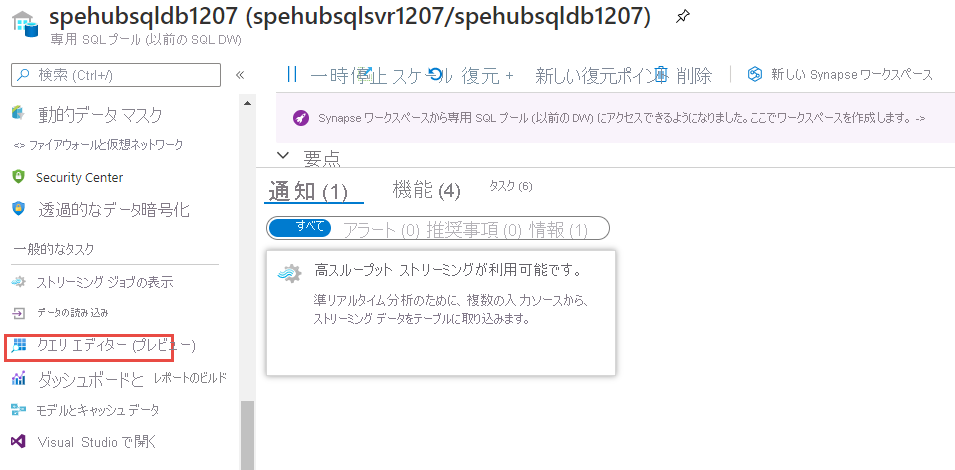 spehubsqldb1207 (spehubsqlsvr1207/spehubsqldb1207)
専用 SQL プール (以前の SQL DW)
検索 (Ctrl+/)
«
動的データ マスク
<> ファイアウォールと仮想ネットワーク
Security Center
透過的なデータ暗号化
一般的なタスク
ストリーミング ジョブの表示
データの読み込み
クエリ エディター (プレビュー)
ダッシュボードと レポートのビルド
モデルとキャッシュ データ
Visual Studio で開く
一時停止 スケール 復元 + 新しい復元ポイント 削除 新しい Synapse ワークスペース
Synapse ワークスペースから専用 SQL プール (以前の DW) にアクセスできるようになりました。ここでワークスペースを作成します。 ->
要点
通知 (1) 機能 (4) タスク (6)
すべて アラート (0) 推奨事項 (0) 情報 (1)
高スループット ストリーミングが利用可能です。
準リアルタイム分析のために、複数の入力ソースから、
ストリーミング データをテーブルに取り込みます。